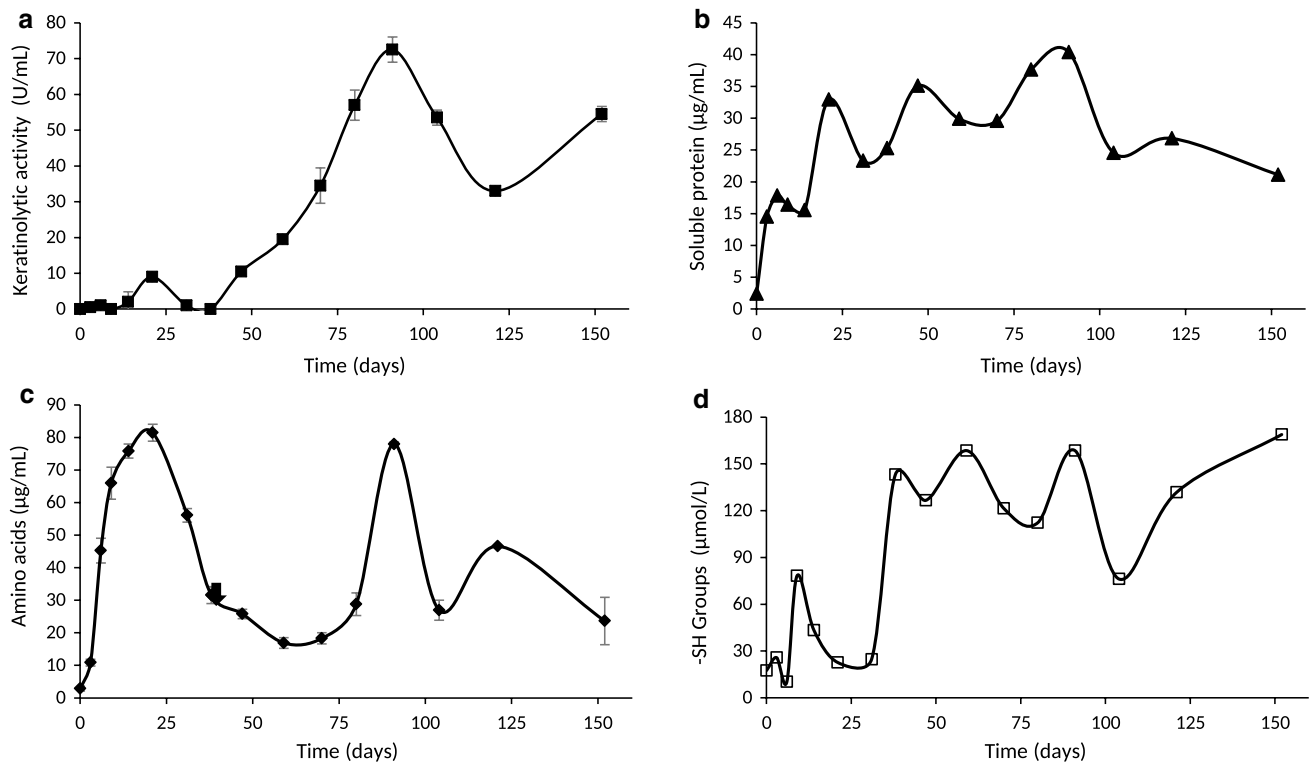 a
Keratinolytic activity (U/mL)
80
70
60
50
40
30
20
10
0
0 25 50 75 100 125 150
Time (days)
b
Soluble protein (µg/mL)
45
40
35
30
25
20
15
10
5
0
0 25 50 75 100 125 150
Time (days)
c
Amino acids (µg/mL)
90
80
70
60
50
40
30
20
10
0
0 25 50 75 100 125 150
Time (days)
d
-SH Groups (µmol/L)
180
150
120
90
60
30
0
0 25 50 75 100 125 150
Time (days)